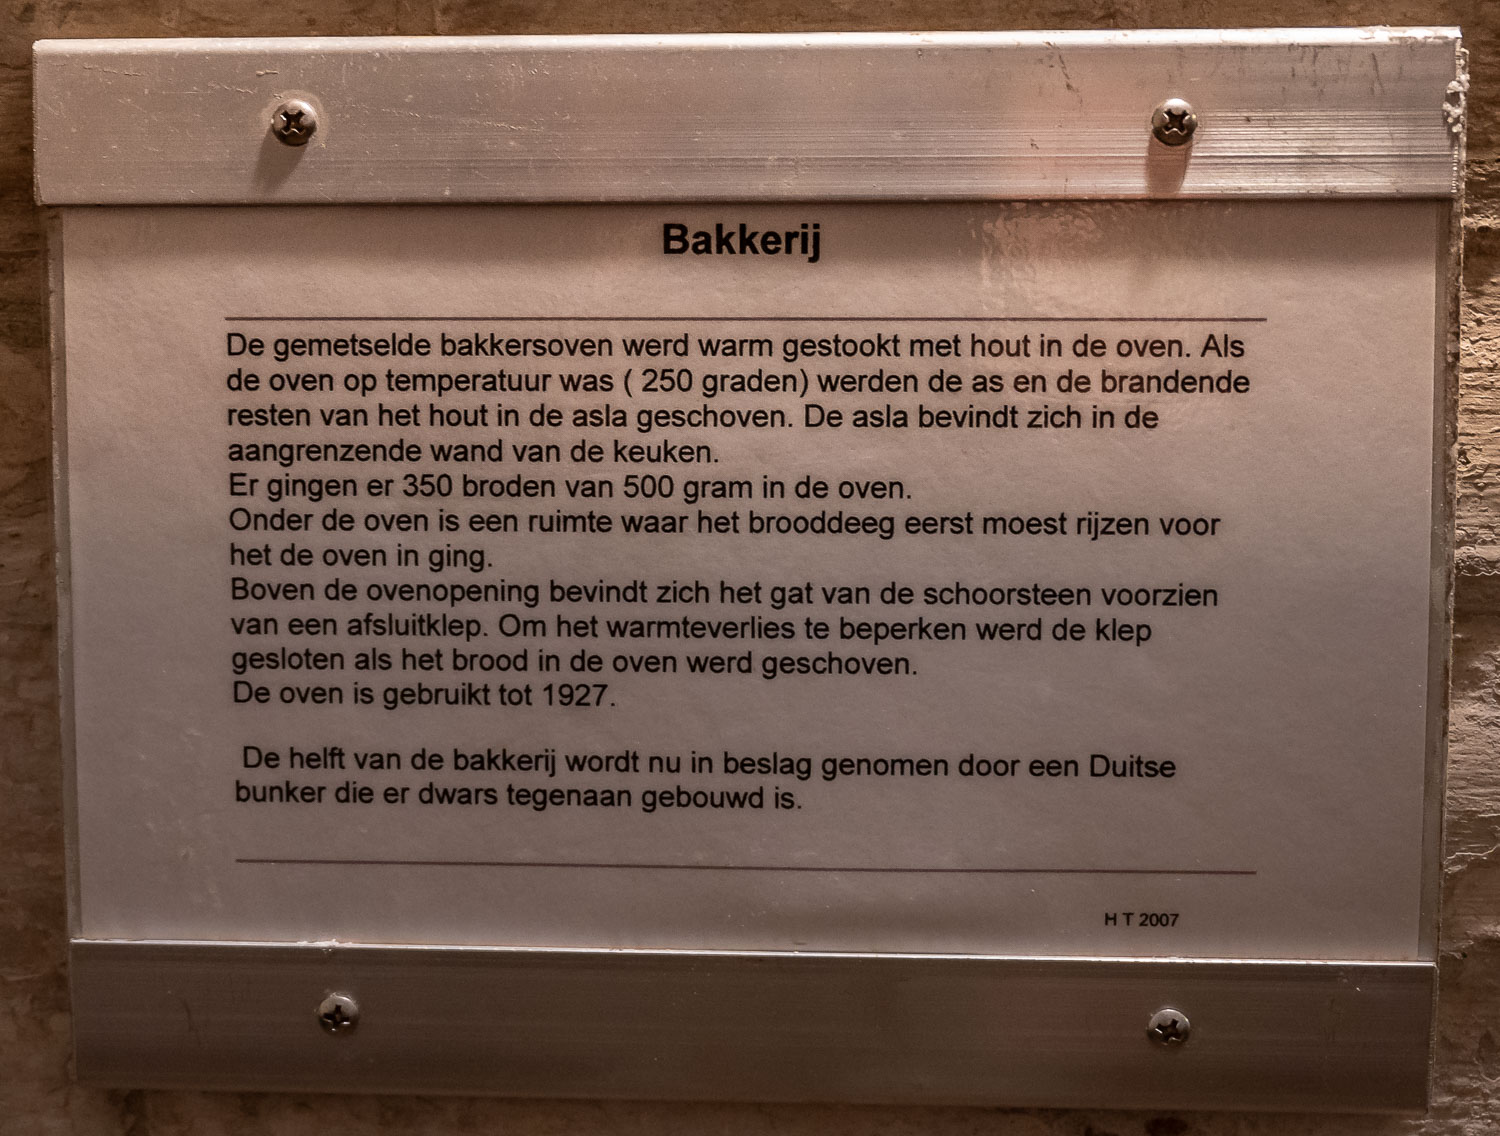 Bakkerij
De gemetselde bakkersoven werd warm gestookt met hout in de oven. Als
de oven op temperatuur was ( 250 graden) werden de as en de brandende
resten van het hout in de asla geschoven. De asla bevindt zich in de
aangrenzende wand van de keuken.
Er gingen er 350 broden van 500 gram in de oven.
Onder de oven is een ruimte waar het brooddeeg eerst moest rijzen voor
het de oven in ging.
Boven de ovenopening bevindt zich het gat van de schoorsteen voorzien
van een afsluitklep. Om het warmteverlies te beperken werd de klep
gesloten als het brood in de oven werd geschoven.
De oven is gebruikt tot 1927.
De helft van de bakkerij wordt nu in beslag genomen door een Duitse
bunker die er dwars tegenaan gebouwd is.
H T 2007